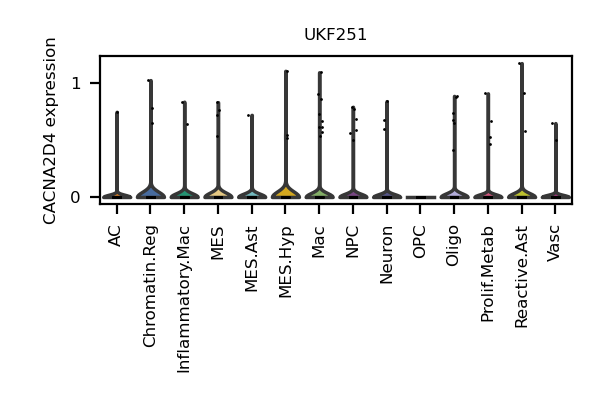 UKF251
CACNA2D4 expression
1
0
AC
Chromatin.Reg
Inflammatory.Mac
MES
MES.Ast
MES.Hyp
Mac
NPC
Neuron
OPC
Oligo
Prolif.Metab
Reactive.Ast
Vasc